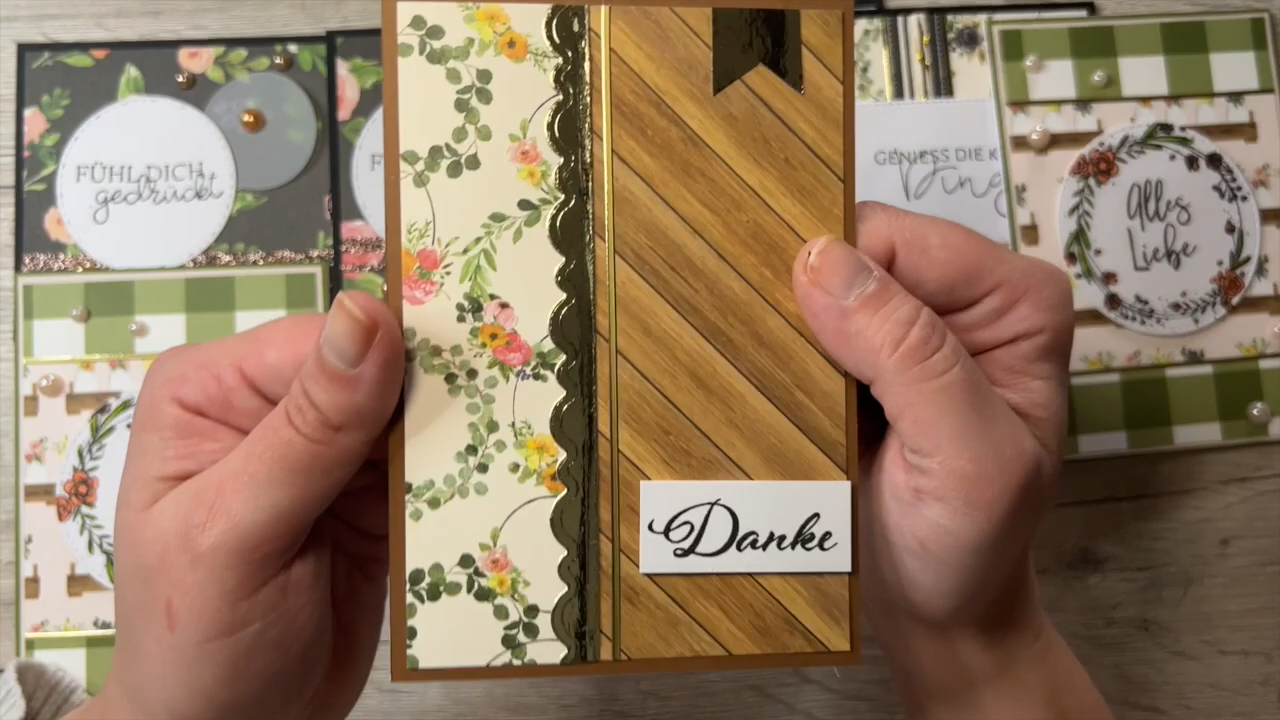 FÜHL DICH
gedrückt
GENIESS DIE
Alles
Liebe
Danke